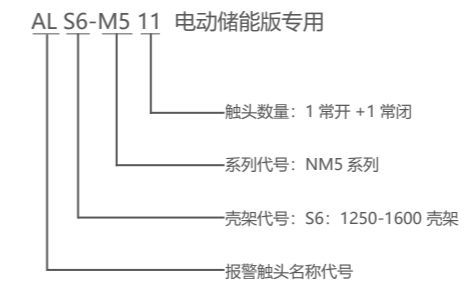 AL S6-M5 11 电动储能版专用
触头数量：1 常开 +1 常闭
系列代号：NM5 系列
壳架代号：S6：1250-1600 壳架
报警触头名称代号